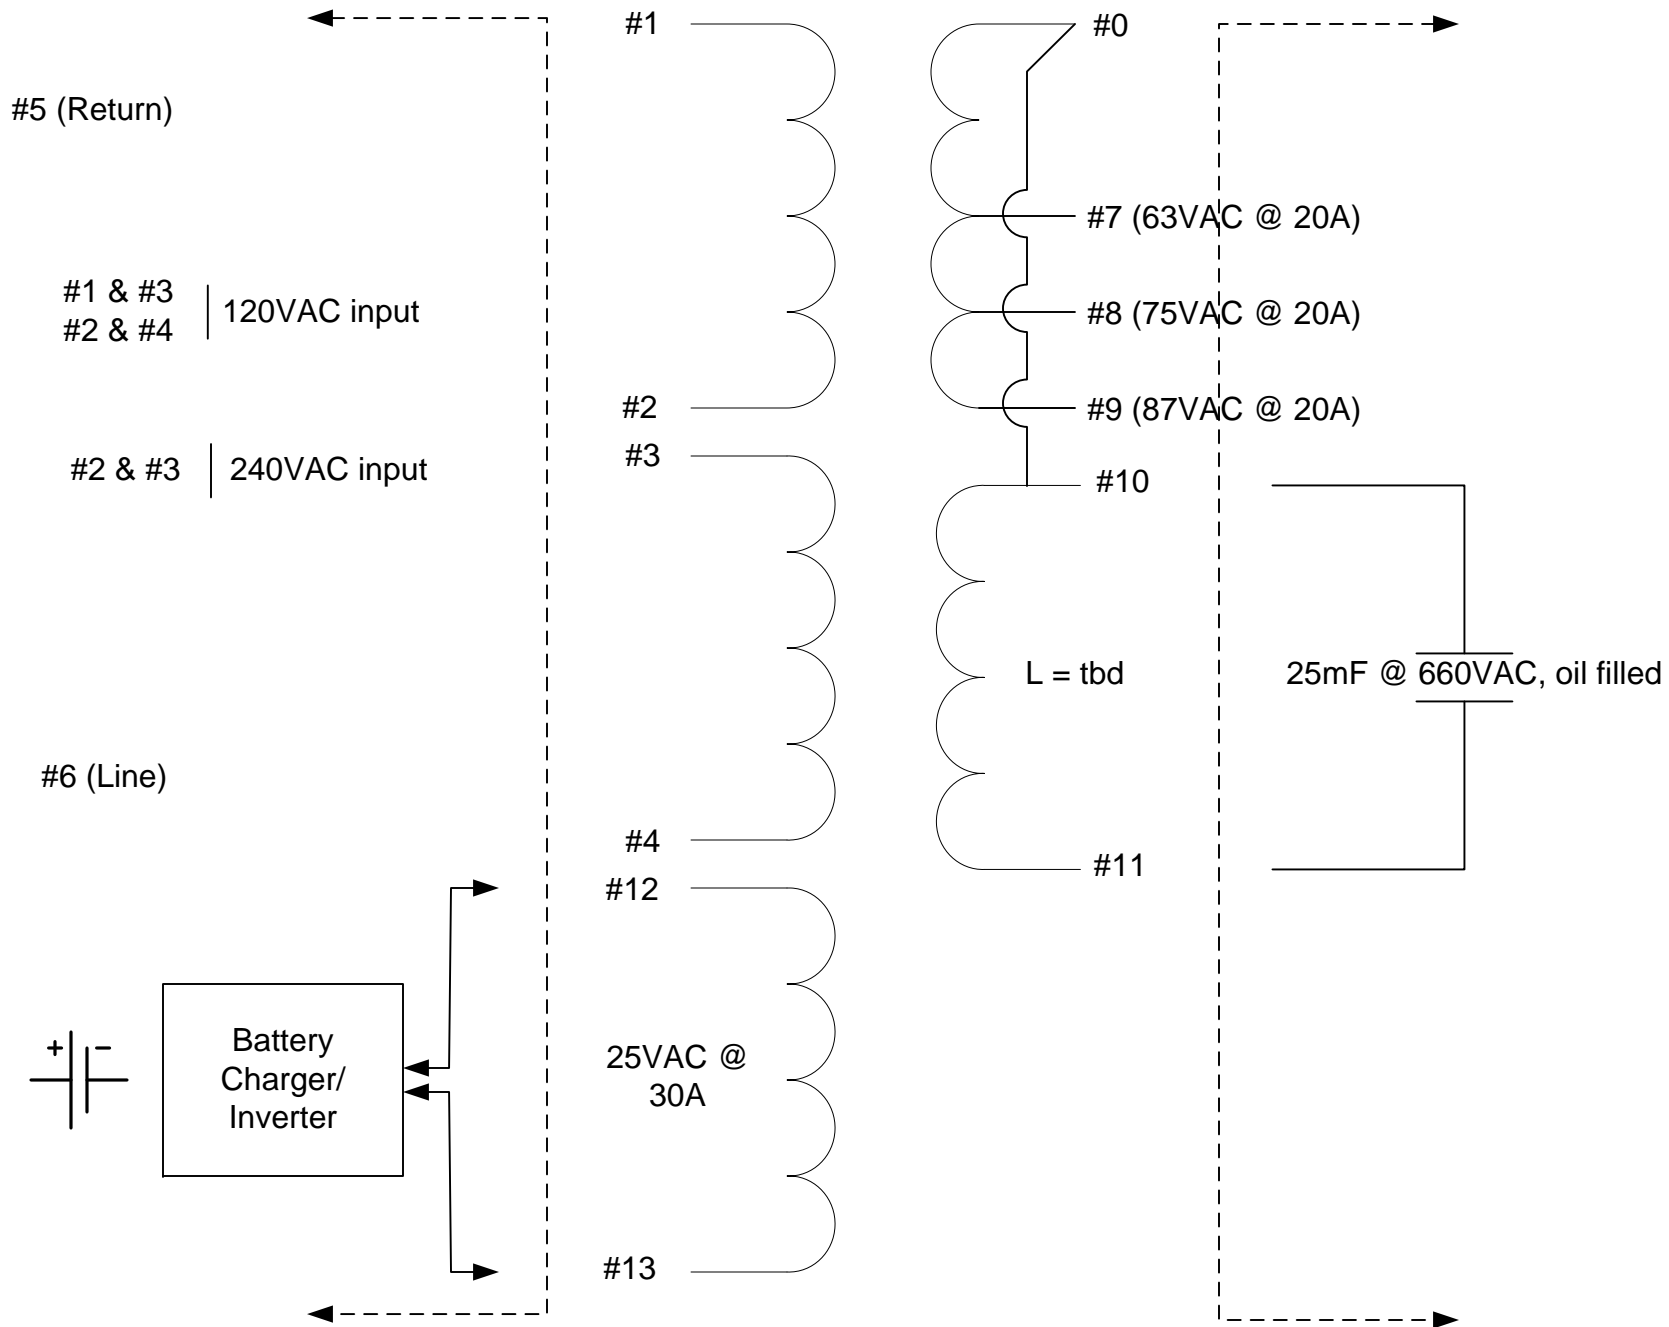 #1
#0
#5 (Return)
#7 (63VAC @ 20A)
#1 & #3
#2 & #4
120VAC input
#8 (75VAC @ 20A)
#2
#9 (87VAC @ 20A)
#3
#2 & #3
240VAC input
#10
L = tbd
25mF @ 660VAC, oil filled
#6 (Line)
#4
#11
#12
+
−
Battery
Charger/
Inverter
25VAC @
30A
#13